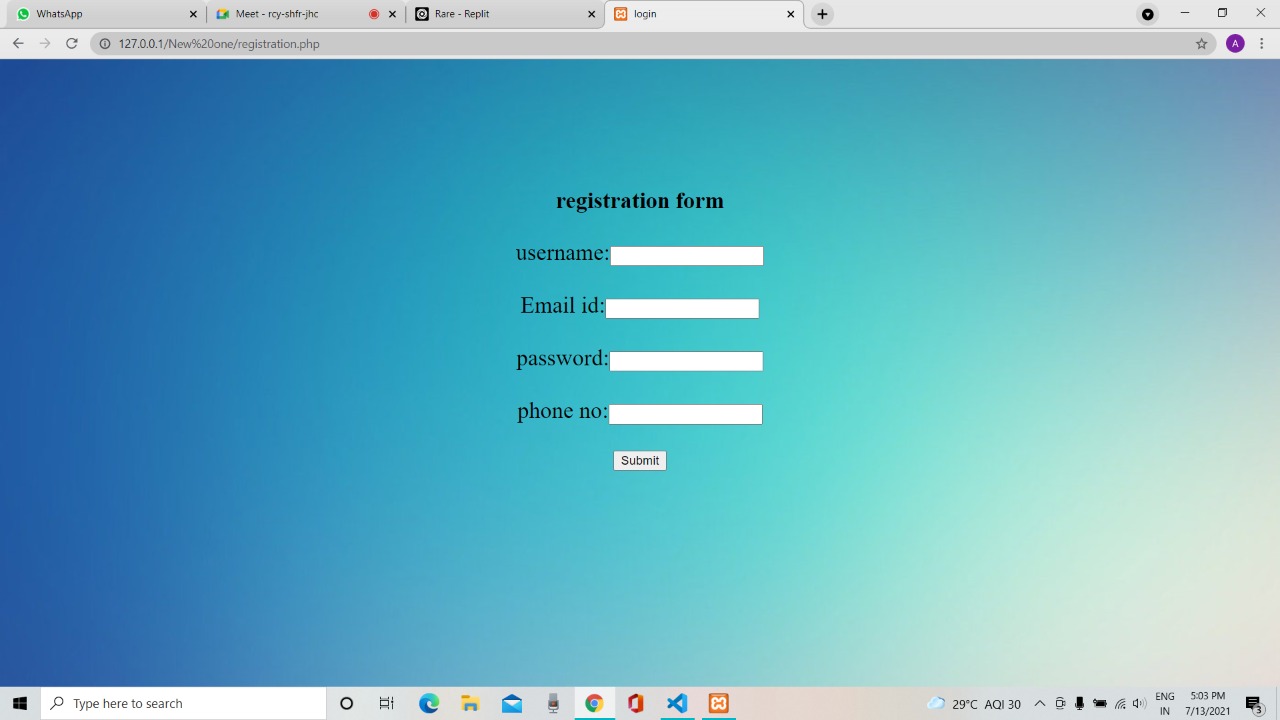 WhatsApp
Meet - rcy-shfr-jhc
Rare - Replit
login
127.0.0.1/New%20one/registration.php
A
registration form
username:
Email id:
password:
phone no:
Submit
Type here to search
29°C AQI 30
ENG
IN
5:03 PM
7/13/2021
3